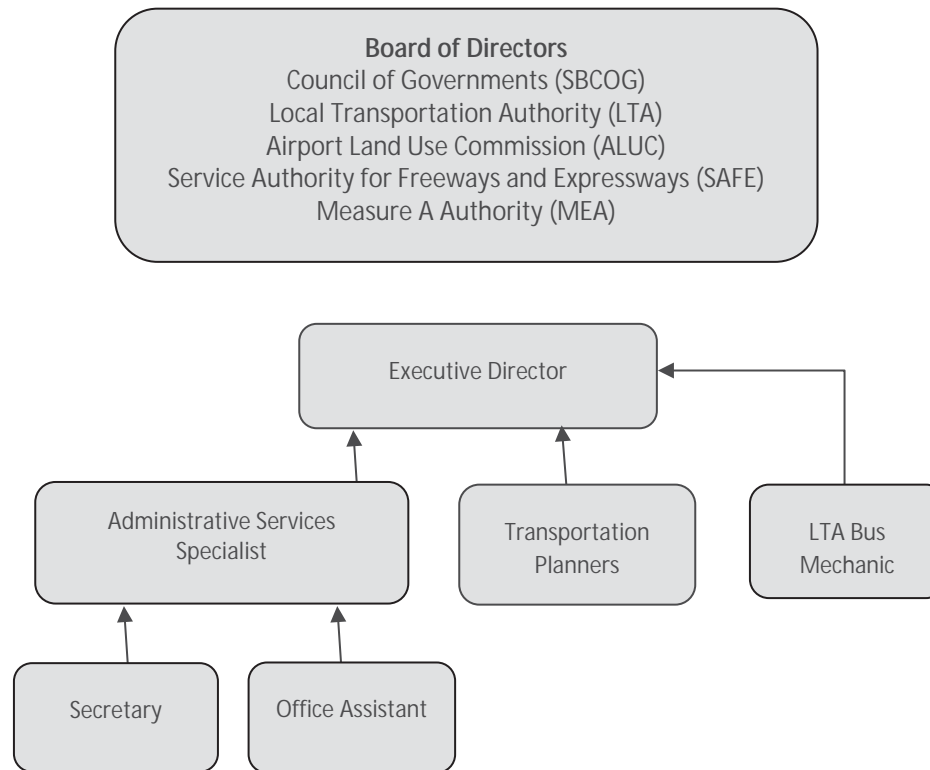 Board of Directors
Council of Governments (SBCOG)
Local Transportation Authority (LTA)
Airport Land Use Commission (ALUC)
Service Authority for Freeways and Expressways (SAFE)
Measure A Authority (MEA)
Executive Director
Administrative Services
Specialist
Transportation
Planners
LTA Bus
Mechanic
Secretary
Office Assistant